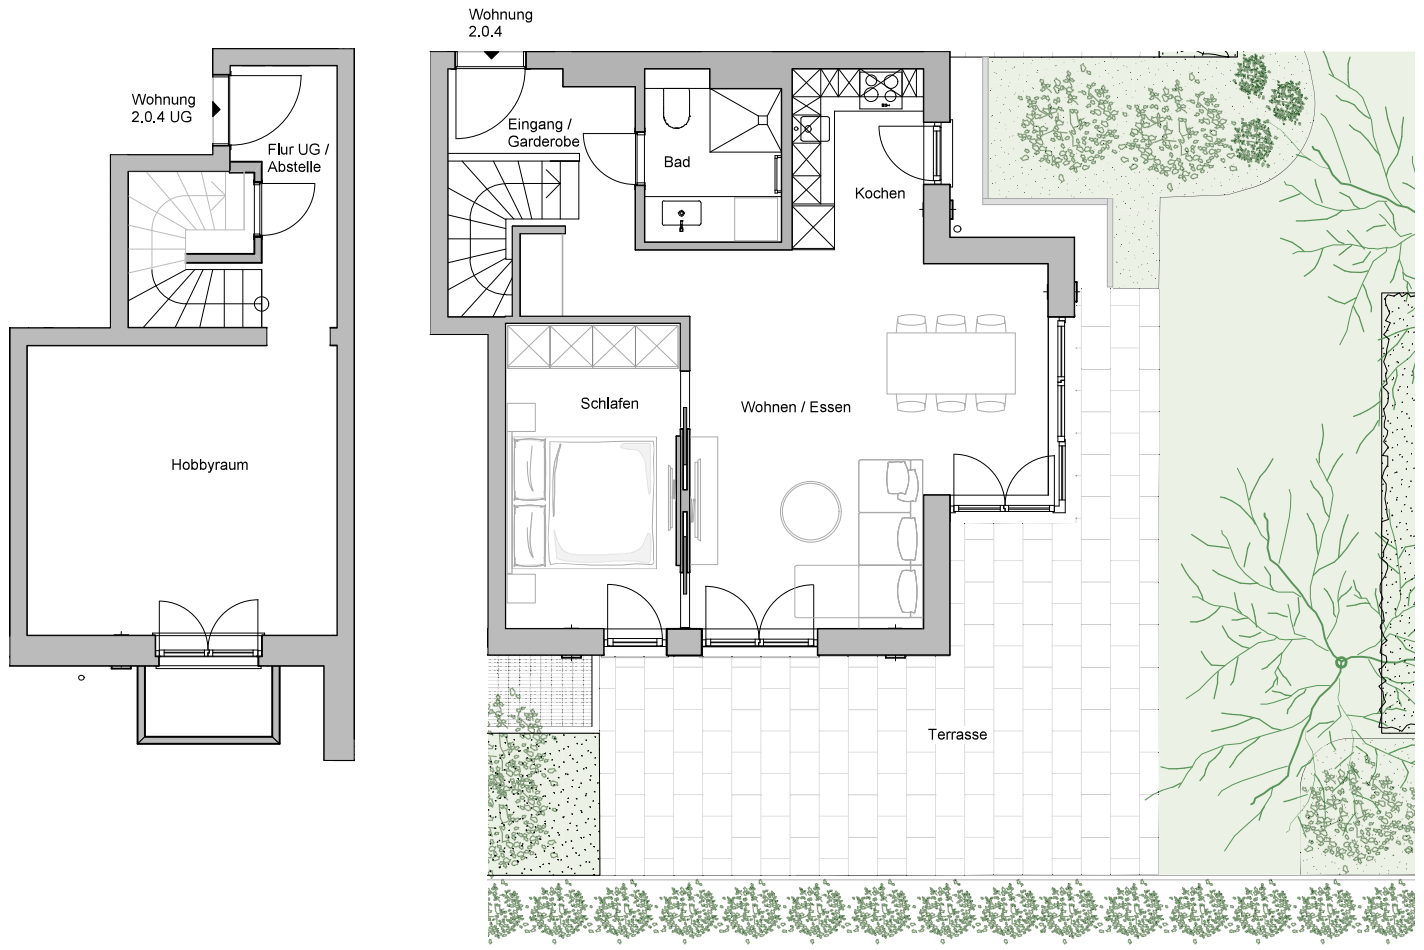 Wohnung
2.0.4
Wohnung
2.0.4 UG
Flur UG /
Abstelle
Eingang /
Garderobe
Bad
Kochen
Schlafen
Wohnen / Essen
Hobbyraum
Terrasse